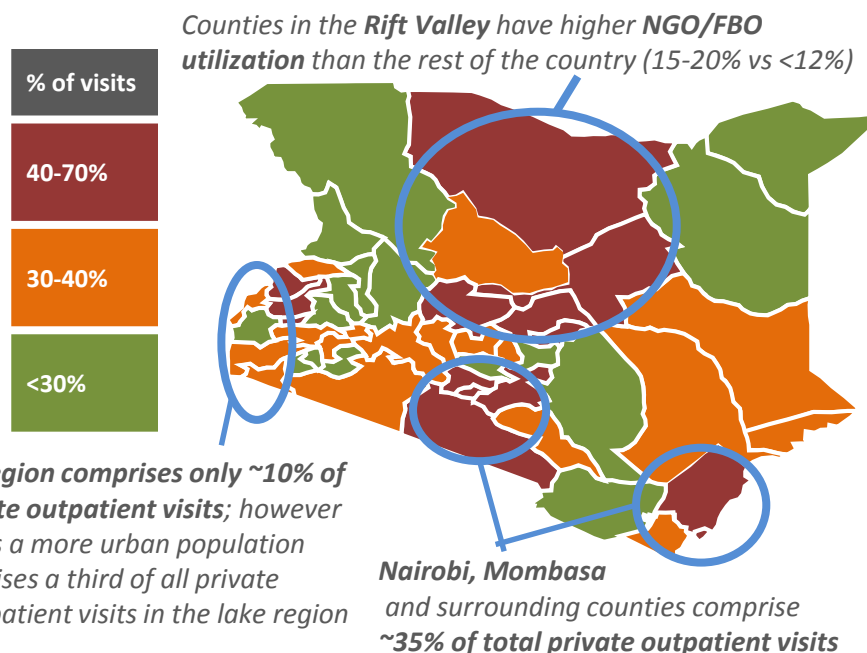 Counties in the Rift Valley have higher NGO/FBO
utilization than the rest of the country (15-20% vs <12%)
% of visits
40-70%
30-40%
<30%
region comprises only ~10% of
outpatient visits; however
a more urban population
a third of all private
visits in the lake region
Nairobi, Mombasa
and surrounding counties comprise
~35% of total private outpatient visits